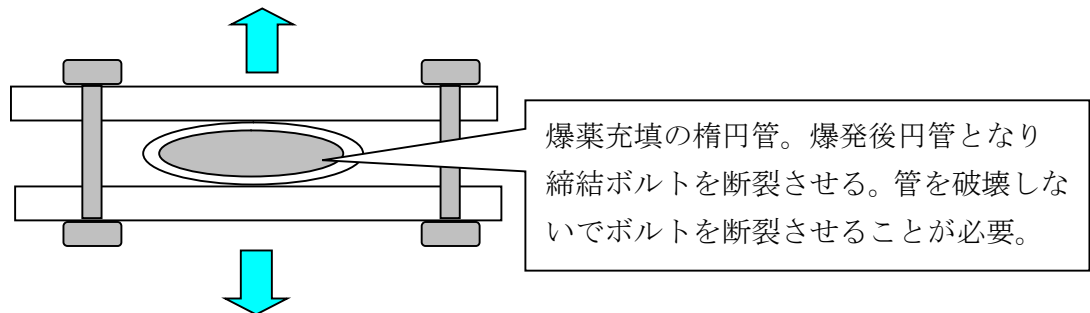 爆薬充填の楕円管。爆発後円管となり
締結ボルトを断裂させる。管を破壊しな
いでボルトを断裂させることが必要。